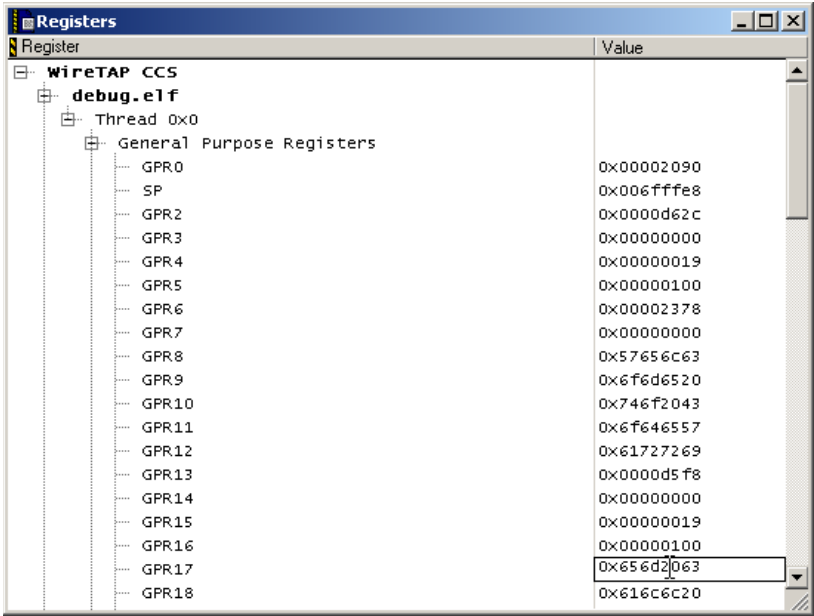 Registers
Register Value
WireTAP CCS
debug.elf
Thread 0x0
General Purpose Registers
GPR0 0x00002090
SP 0x006fffe8
GPR2 0x0000d62c
GPR3 0x00000000
GPR4 0x00000019
GPR5 0x00000100
GPR6 0x00002378
GPR7 0x00000000
GPR8 0x57656c63
GPR9 0x6f6d6520
GPR10 0x746f2043
GPR11 0x6f646557
GPR12 0x61727269
GPR13 0x0000d5f8
GPR14 0x00000000
GPR15 0x00000019
GPR16 0x00000100
GPR17 0x656d2063
GPR18 0x616c6c20